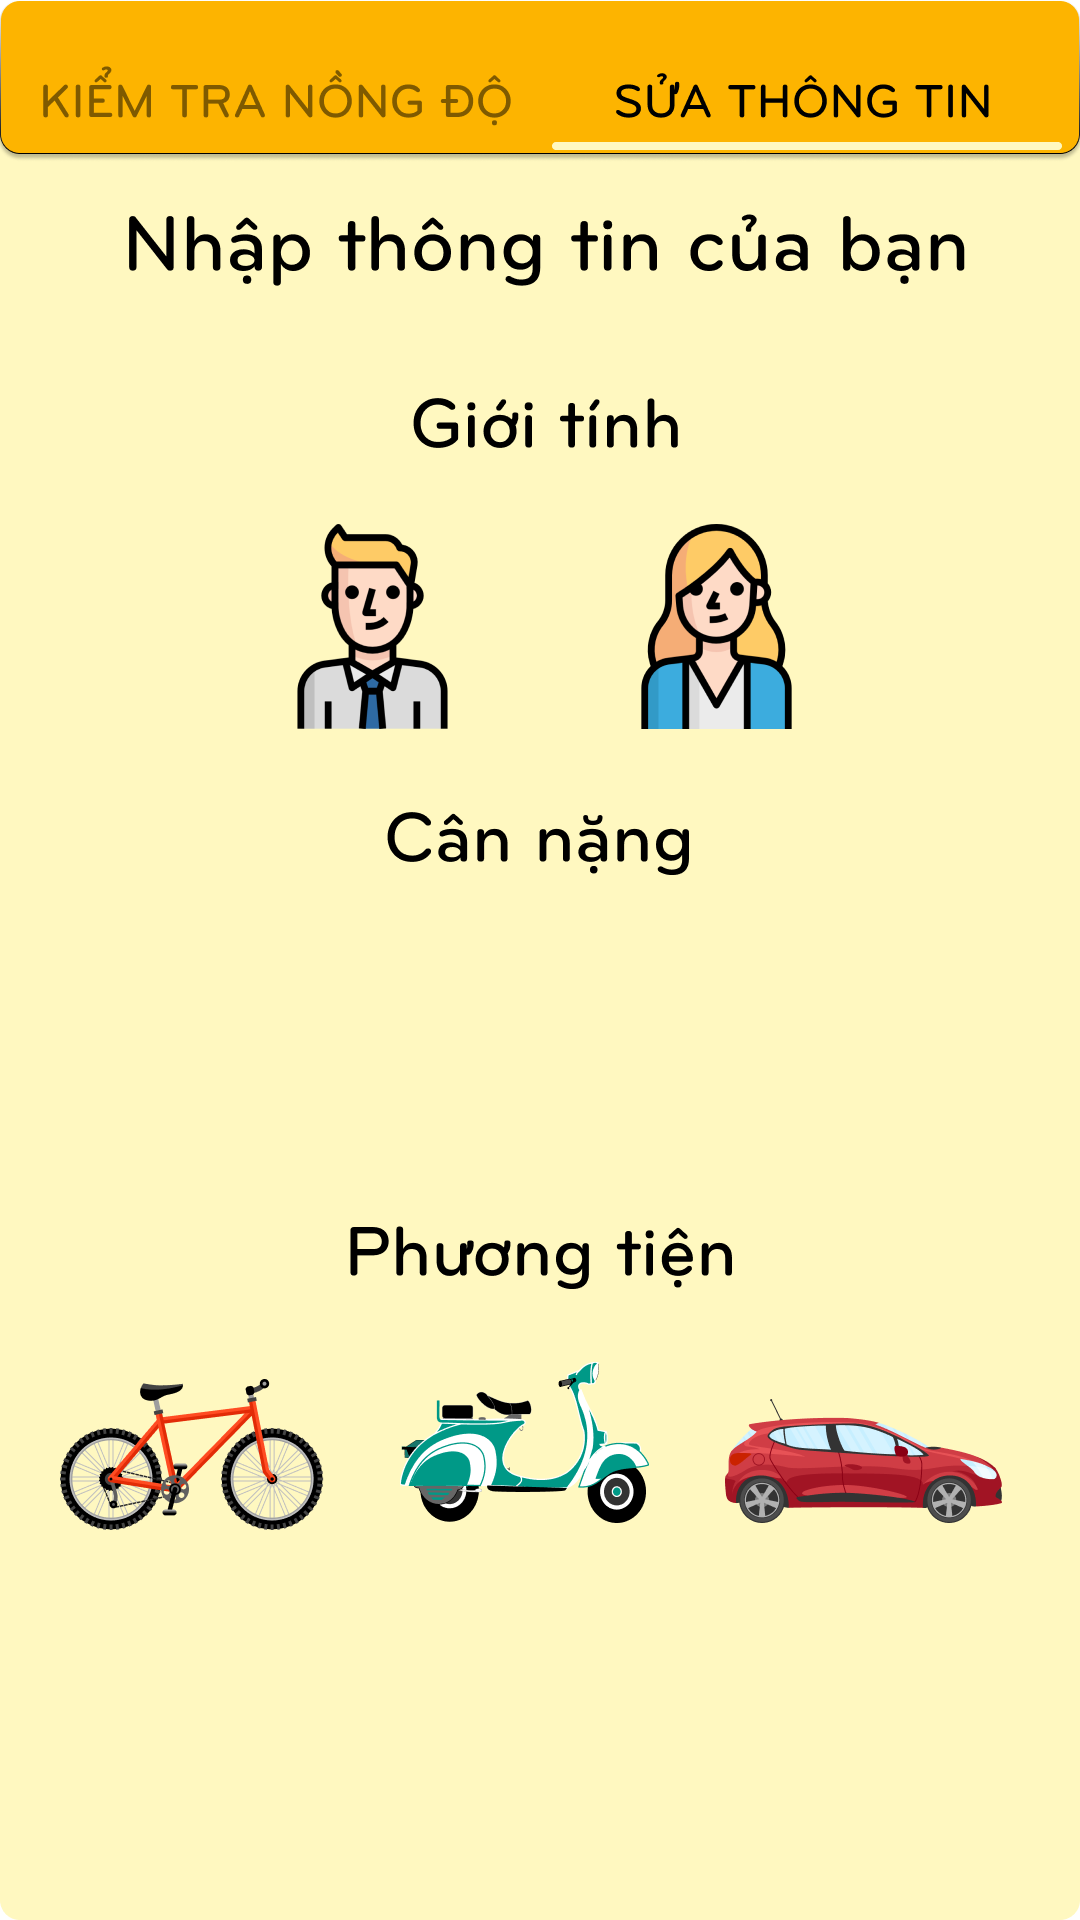 KIỂM TRA NỒNG ĐỘ
SỬA THÔNG TIN
Nhập thông tin của bạn
Giới tính
Cân nặng
Phương tiện